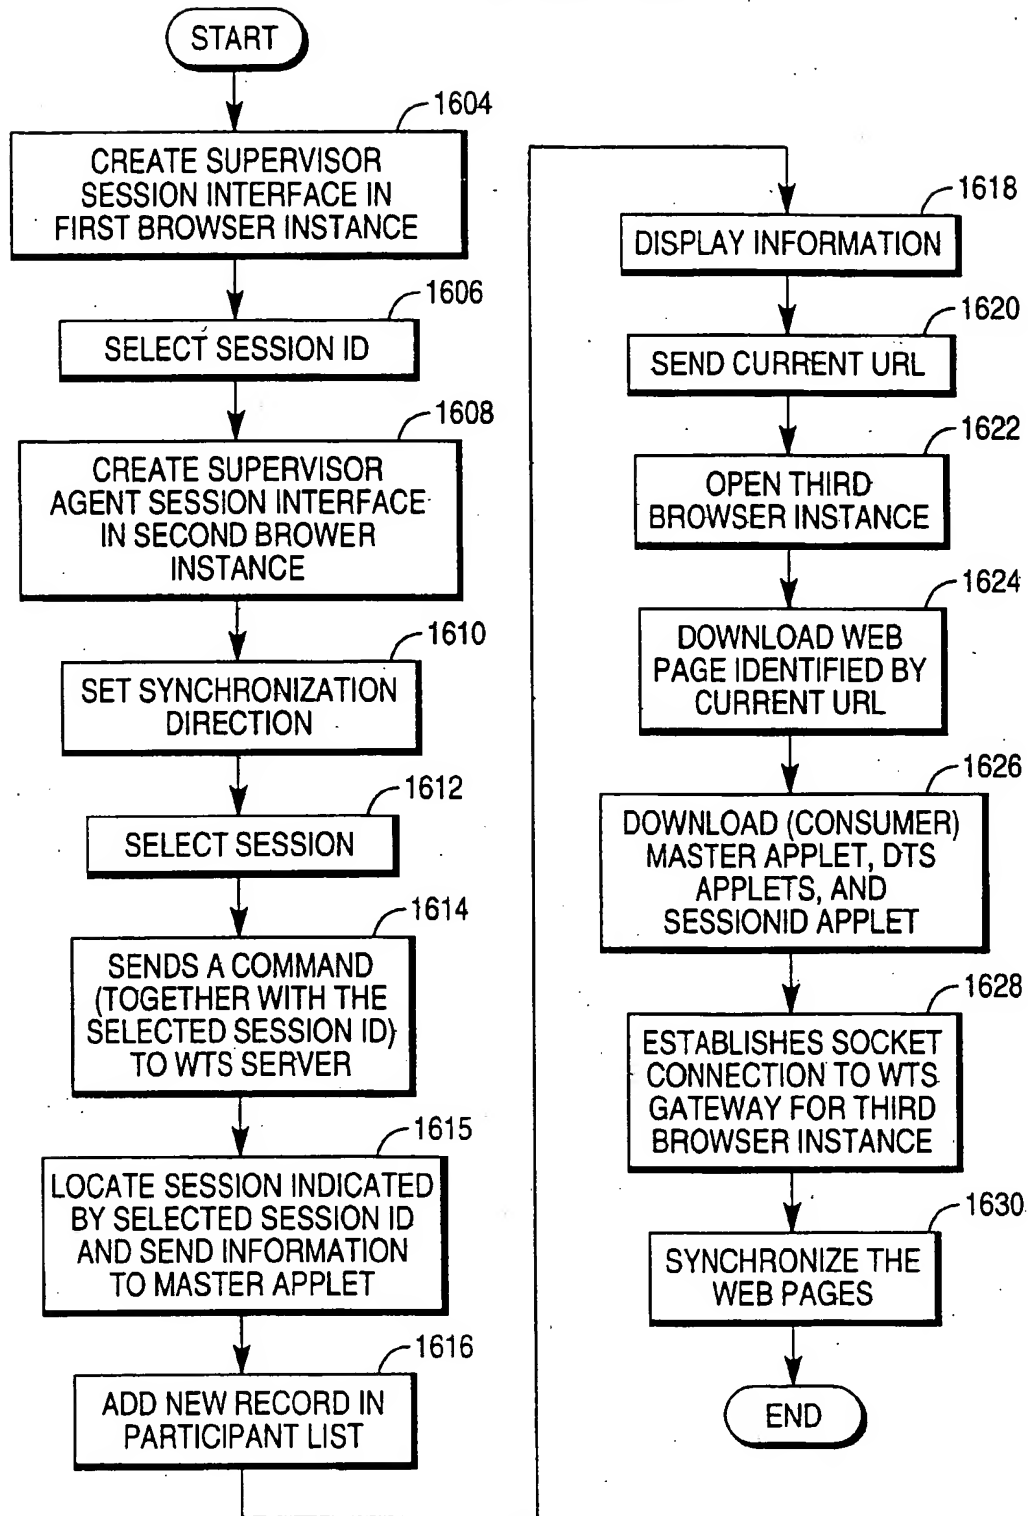 START
1604
CREATE SUPERVISOR
SESSION INTERFACE IN
FIRST BROWSER INSTANCE
1606
SELECT SESSION ID
1608
CREATE SUPERVISOR
AGENT SESSION INTERFACE
IN SECOND BROWER
INSTANCE
1610
SET SYNCHRONIZATION
DIRECTION
1612
SELECT SESSION
1614
SENDS A COMMAND
(TOGETHER WITH THE
SELECTED SESSION ID)
TO WTS SERVER
1615
LOCATE SESSION INDICATED
BY SELECTED SESSION ID
AND SEND INFORMATION
TO MASTER APPLET
1616
ADD NEW RECORD IN
PARTICIPANT LIST
1618
DISPLAY INFORMATION
1620
SEND CURRENT URL
1622
OPEN THIRD
BROWSER INSTANCE
1624
DOWNLOAD WEB
PAGE IDENTIFIED BY
CURRENT URL
1626
DOWNLOAD (CONSUMER)
MASTER APPLET, DTS
APPLETS, AND
SESSIONID APPLET
1628
ESTABLISHES SOCKET
CONNECTION TO WTS
GATEWAY FOR THIRD
BROWSER INSTANCE
1630
SYNCHRONIZE THE
WEB PAGES
END